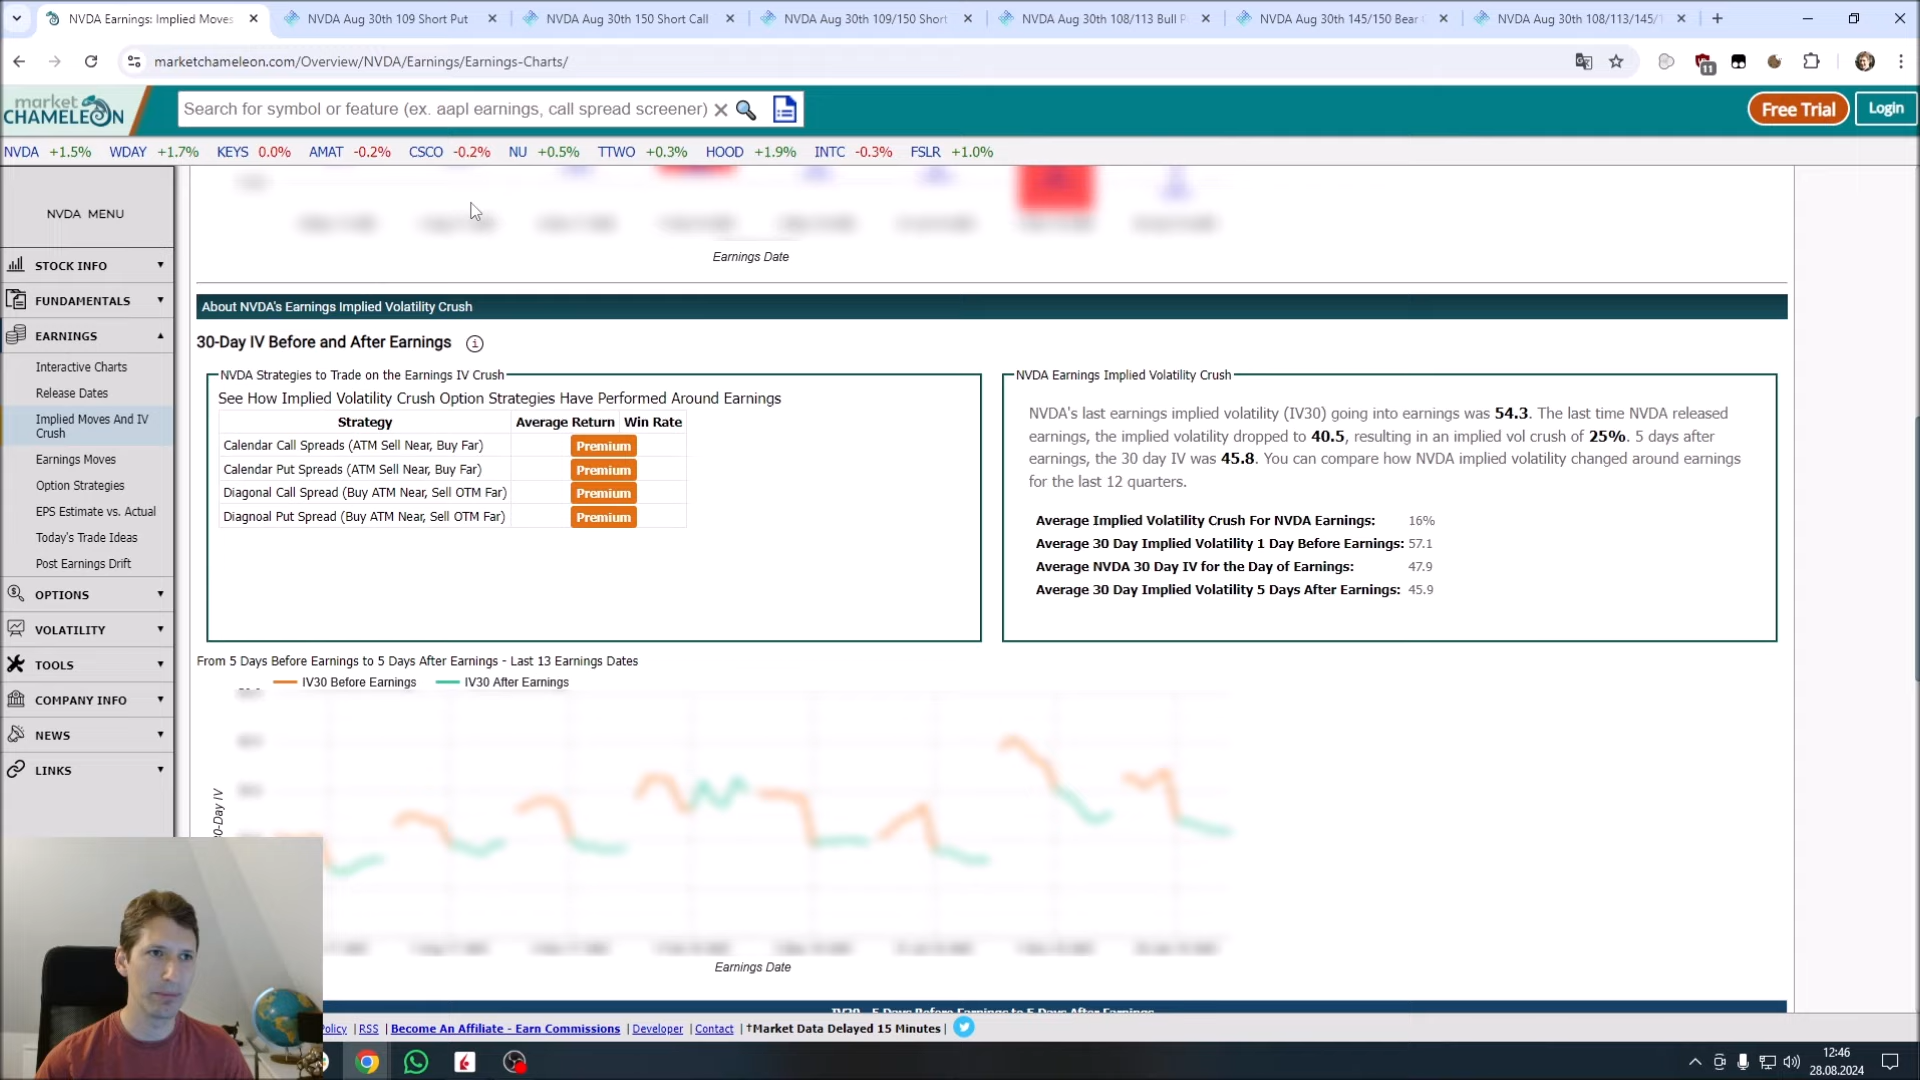 NVDA Earnings: Implied Moves
NVDA Aug 30th 109 Short Put
NVDA Aug 30th 150 Short Call
NVDA Aug 30th 109/150 Short
NVDA Aug 30th 108/113 Bull P
NVDA Aug 30th 145/150 Bear
NVDA Aug 30th 108/113/145/1
marketchameleon.com/Overview/NVDA/Earnings/Earnings-Charts/
11
market CHAMELEON
Search for symbol or feature (ex. aapl earnings, call spread screener)
Free Trial
Login
NVDA +1.5% WDAY +1.7% KEYS 0.0% AMAT -0.2% CSCO -0.2% NU +0.5% TTWO +0.3% HOOD +1.9% INTC -0.3% FSLR +1.0%
NVDA MENU
STOCK INFO
FUNDAMENTALS
EARNINGS
Interactive Charts
Release Dates
Implied Moves And IV
Crush
Earnings Moves
Option Strategies
EPS Estimate vs. Actual
Today's Trade Ideas
Post Earnings Drift
OPTIONS
VOLATILITY
TOOLS
COMPANY INFO
NEWS
LINKS
Earnings Date
About NVDA's Earnings Implied Volatility Crush
30-Day IV Before and After Earnings
NVDA Strategies to Trade on the Earnings IV Crush
See How Implied Volatility Crush Option Strategies Have Performed Around Earnings
Strategy Average Return Win Rate
Calendar Call Spreads (ATM Sell Near, Buy Far) Premium
Calendar Put Spreads (ATM Sell Near, Buy Far) Premium
Diagonal Call Spread (Buy ATM Near, Sell OTM Far) Premium
Diagnoal Put Spread (Buy ATM Near, Sell OTM Far) Premium
NVDA Earnings Implied Volatility Crush
NVDA's last earnings implied volatility (IV30) going into earnings was 54.3. The last time NVDA released
earnings, the implied volatility dropped to 40.5, resulting in an implied vol crush of 25%. 5 days after
earnings, the 30 day IV was 45.8. You can compare how NVDA implied volatility changed around earnings
for the last 12 quarters.
Average Implied Volatility Crush For NVDA Earnings: 16%
Average 30 Day Implied Volatility 1 Day Before Earnings: 57.1
Average NVDA 30 Day IV for the Day of Earnings: 47.9
Average 30 Day Implied Volatility 5 Days After Earnings: 45.9
From 5 Days Before Earnings to 5 Days After Earnings - Last 13 Earnings Dates
IV30 Before Earnings IV30 After Earnings
0-Day IV
Earnings Date
IV30 - 5 Days Before Earnings to 5 Days After Earnings
olicy | RSS | Become An Affiliate - Earn Commissions | Developer | Contact | †Market Data Delayed 15 Minutes |
12:46
28.08.2024